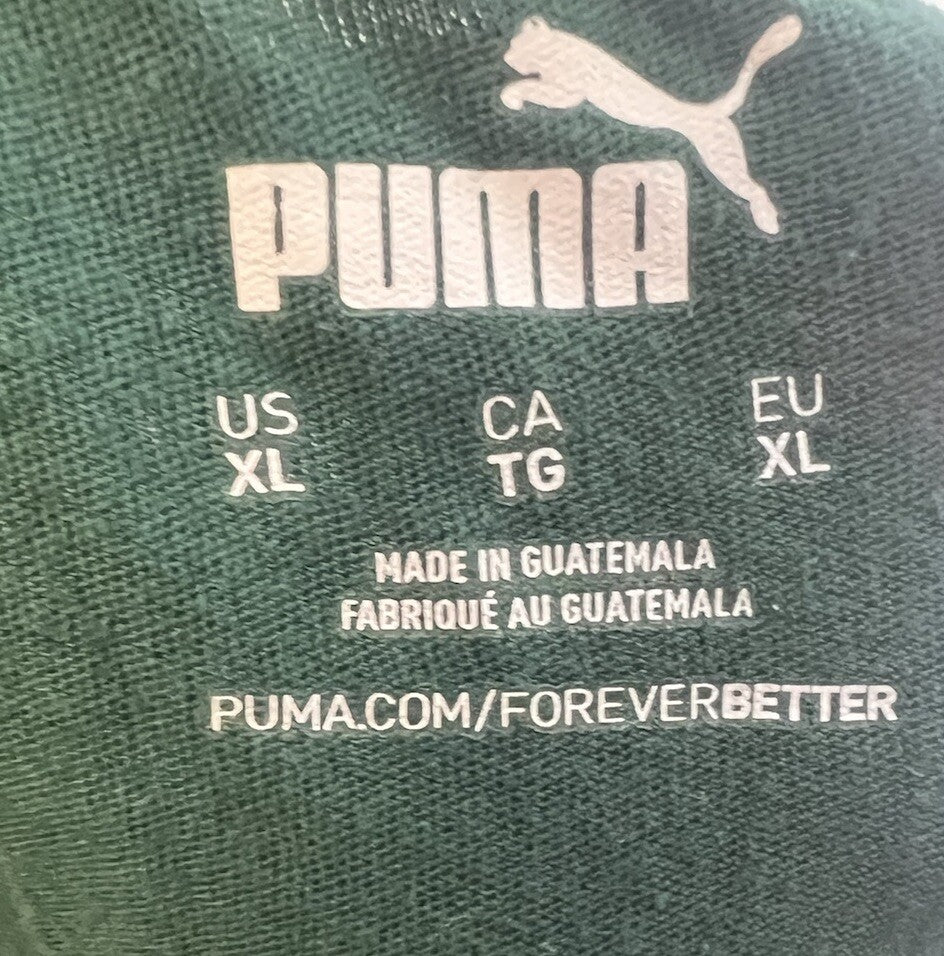 PUMA
US CA EU
XL TG XL
MADE IN GUATEMALA
FABRIQUÉ AU GUATEMALA
PUMA.COM/FOREVERBETTER